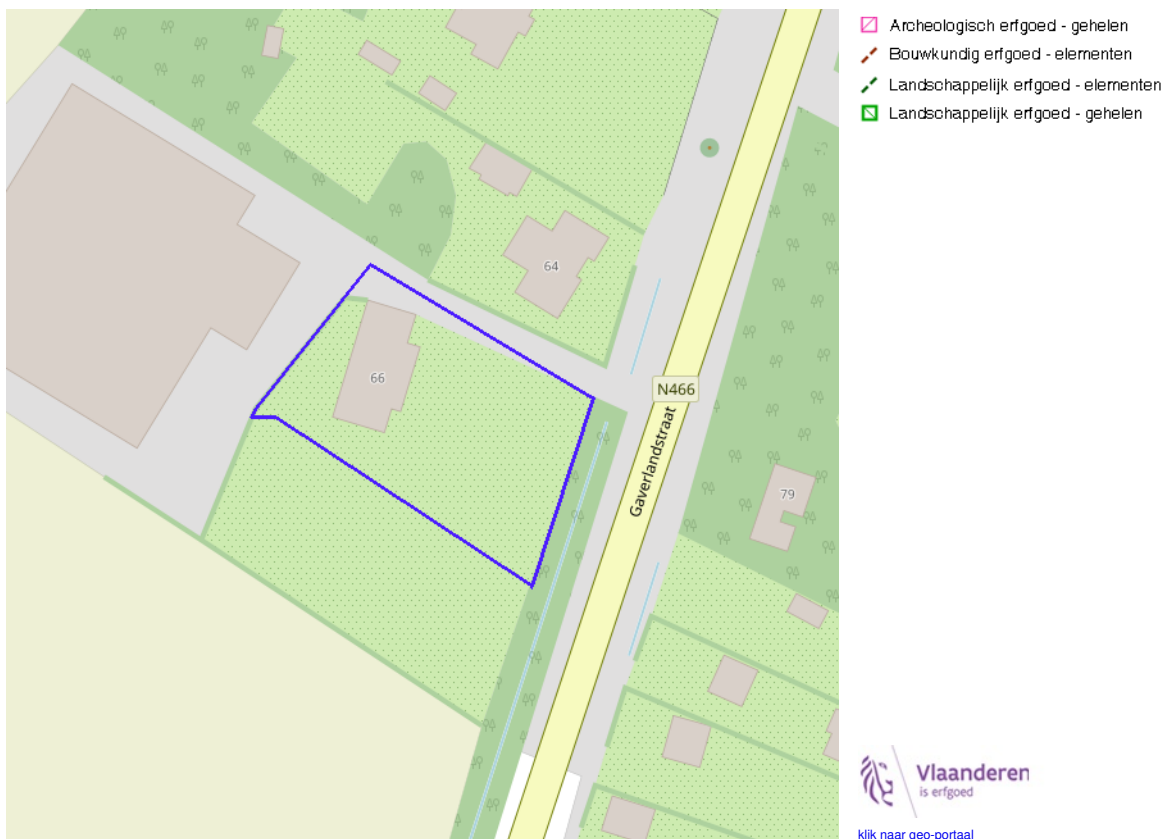 Archeologisch erfgoed - gehelen
Bouwkundig erfgoed - elementen
Landschappelijk erfgoed - elementen
Landschappelijk erfgoed - gehelen
64
66
N466
Gaverlandstraat
79
Vlaanderen
is erfgoed
klik naar geo-portaal